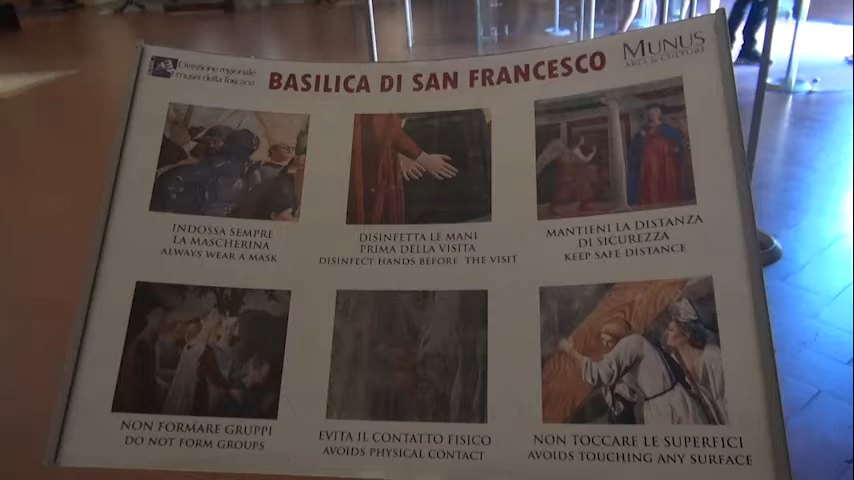 Direzione regionale
musei della Toscana
BASILICA DI SAN FRANCESCO
MUNUS
ARTS & CULTURE
INDOSSA SEMPRE
LA MASCHERINA
ALWAYS WEAR A MASK
DISINFETTA LE MANI
PRIMA DELLA VISITA
DISINFECT HANDS BEFORE THE VISIT
MANTIENI LA DISTANZA
DI SICUREZZA
KEEP SAFE DISTANCE
NON FORMARE GRUPPI
DO NOT FORM GROUPS
EVITA IL CONTATTO FISICO
AVOIDS PHYSICAL CONTACT
NON TOCCARE LE SUPERFICI
AVOIDS TOUCHING ANY SURFACE